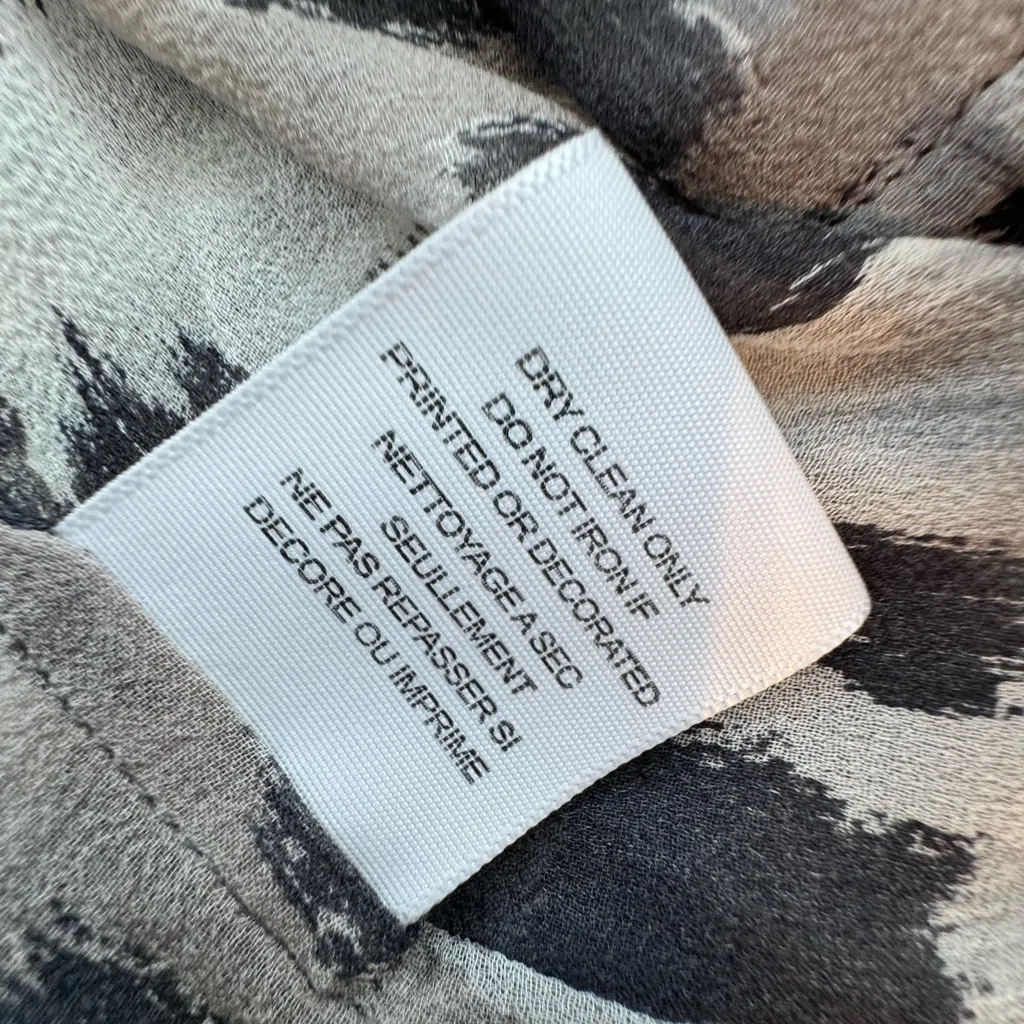 DRY CLEAN ONLY
DO NOT IRON IF
PRINTED OR DECORATED
NETTOYAGE A SEC
SEULLEMENT
NE PAS REPASSER SI
DECORE OU IMPRIME